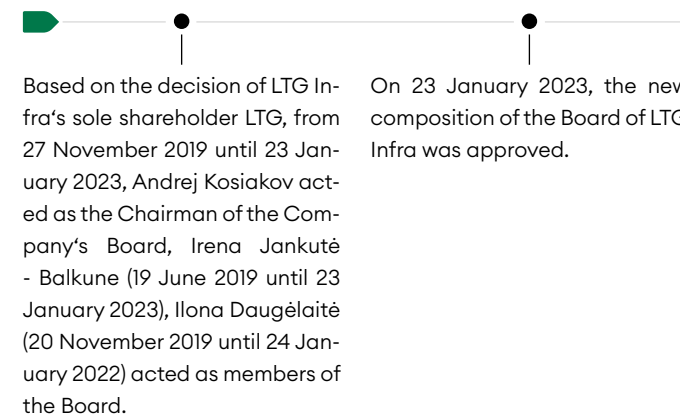 Based on the decision of LTG In-
fra‘s sole shareholder LTG, from
27 November 2019 until 23 Jan-
uary 2023, Andrej Kosiakov act-
ed as the Chairman of the Com-
pany‘s Board, Irena Jankutė
- Balkune (19 June 2019 until 23
January 2023), Ilona Daugėlaitė
(20 November 2019 until 24 Jan-
uary 2022) acted as members of
the Board.
On 23 January 2023, the new
composition of the Board of LTG
Infra was approved.